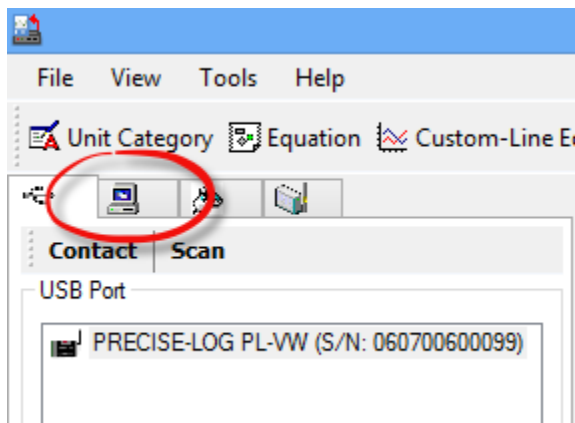 File View Tools Help
Unit Category Equation Custom-Line E
Contact Scan
USB Port
PRECISE-LOG PL-VW (S/N: 060700600099)